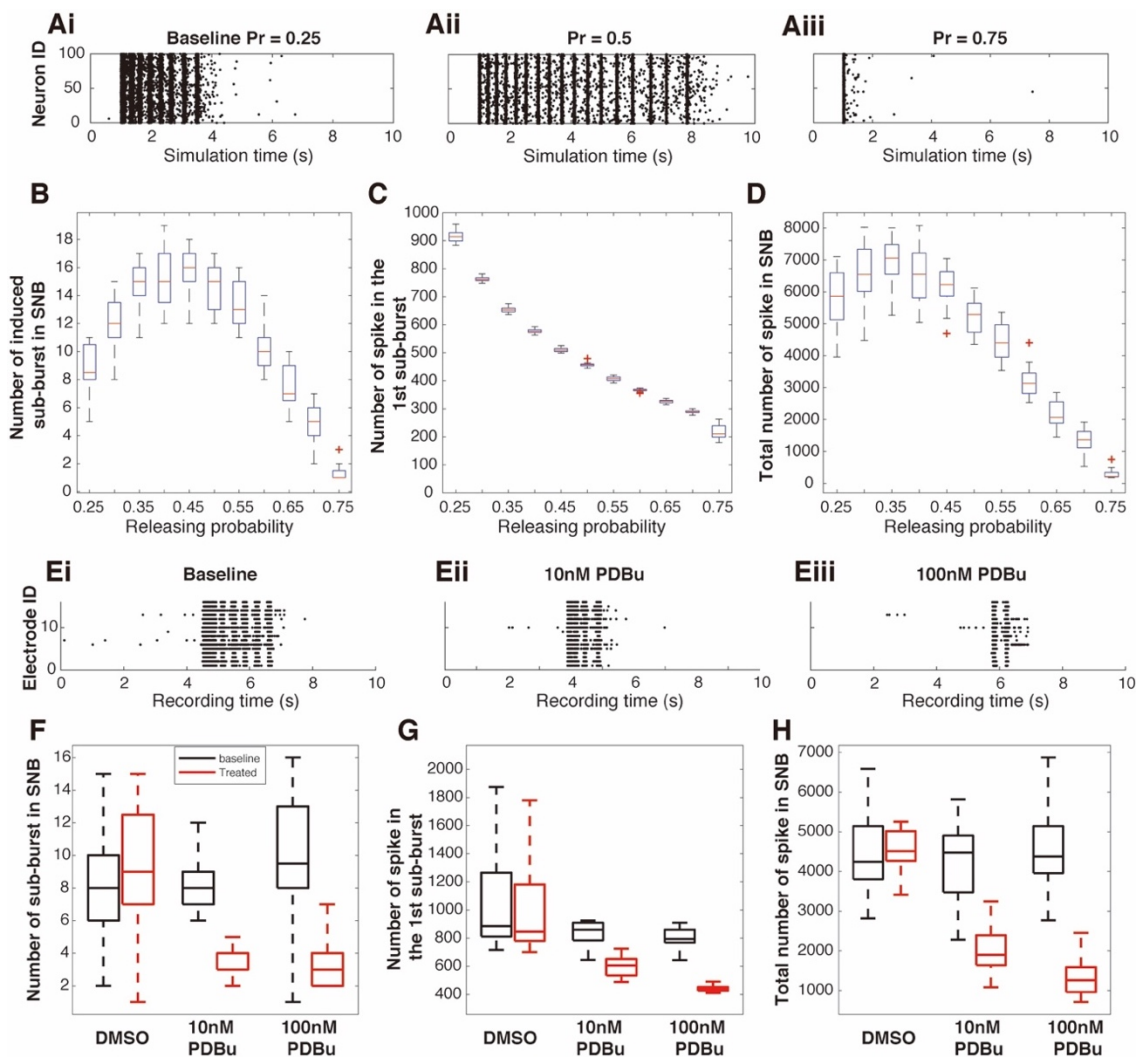 Ai
Aii
Aiii
Baseline Pr = 0.25
Pr = 0.5
Pr = 0.75
Neuron ID
100
50
0
0 2 4 6 8 10
0 2 4 6 8 10
0 2 4 6 8 10
Simulation time (s)
Simulation time (s)
Simulation time (s)
B
Number of induced
sub-burst in SNB
18
16
14
12
10
8
6
4
2
0
0.25 0.35 0.45 0.55 0.65 0.75
Releasing probability
C
Number of spike in the
1st sub-burst
1000
900
800
700
600
500
400
300
200
100
0
0.25 0.35 0.45 0.55 0.65 0.75
Releasing probability
D
Total number of spike in SNB
8000
7000
6000
5000
4000
3000
2000
1000
0
0.25 0.35 0.45 0.55 0.65 0.75
Releasing probability
Ei
Eii
Eiii
Baseline
10nM PDBu
100nM PDBu
Electrode ID
10
0
0 2 4 6 8 10
0 2 4 6 8 10
0 2 4 6 8 10
Recording time (s)
Recording time (s)
Recording time (s)
F
Number of sub-burst in SNB
16
14
12
10
8
6
4
2
baseline
Treated
DMSO
10nM
PDBu
100nM
PDBu
G
Number of spike in
the 1st sub-burst
2000
1800
1600
1400
1200
1000
800
600
400
DMSO
10nM
PDBu
100nM
PDBu
H
Total number of spike in SNB
7000
6000
5000
4000
3000
2000
1000
DMSO
10nM
PDBu
100nM
PDBu